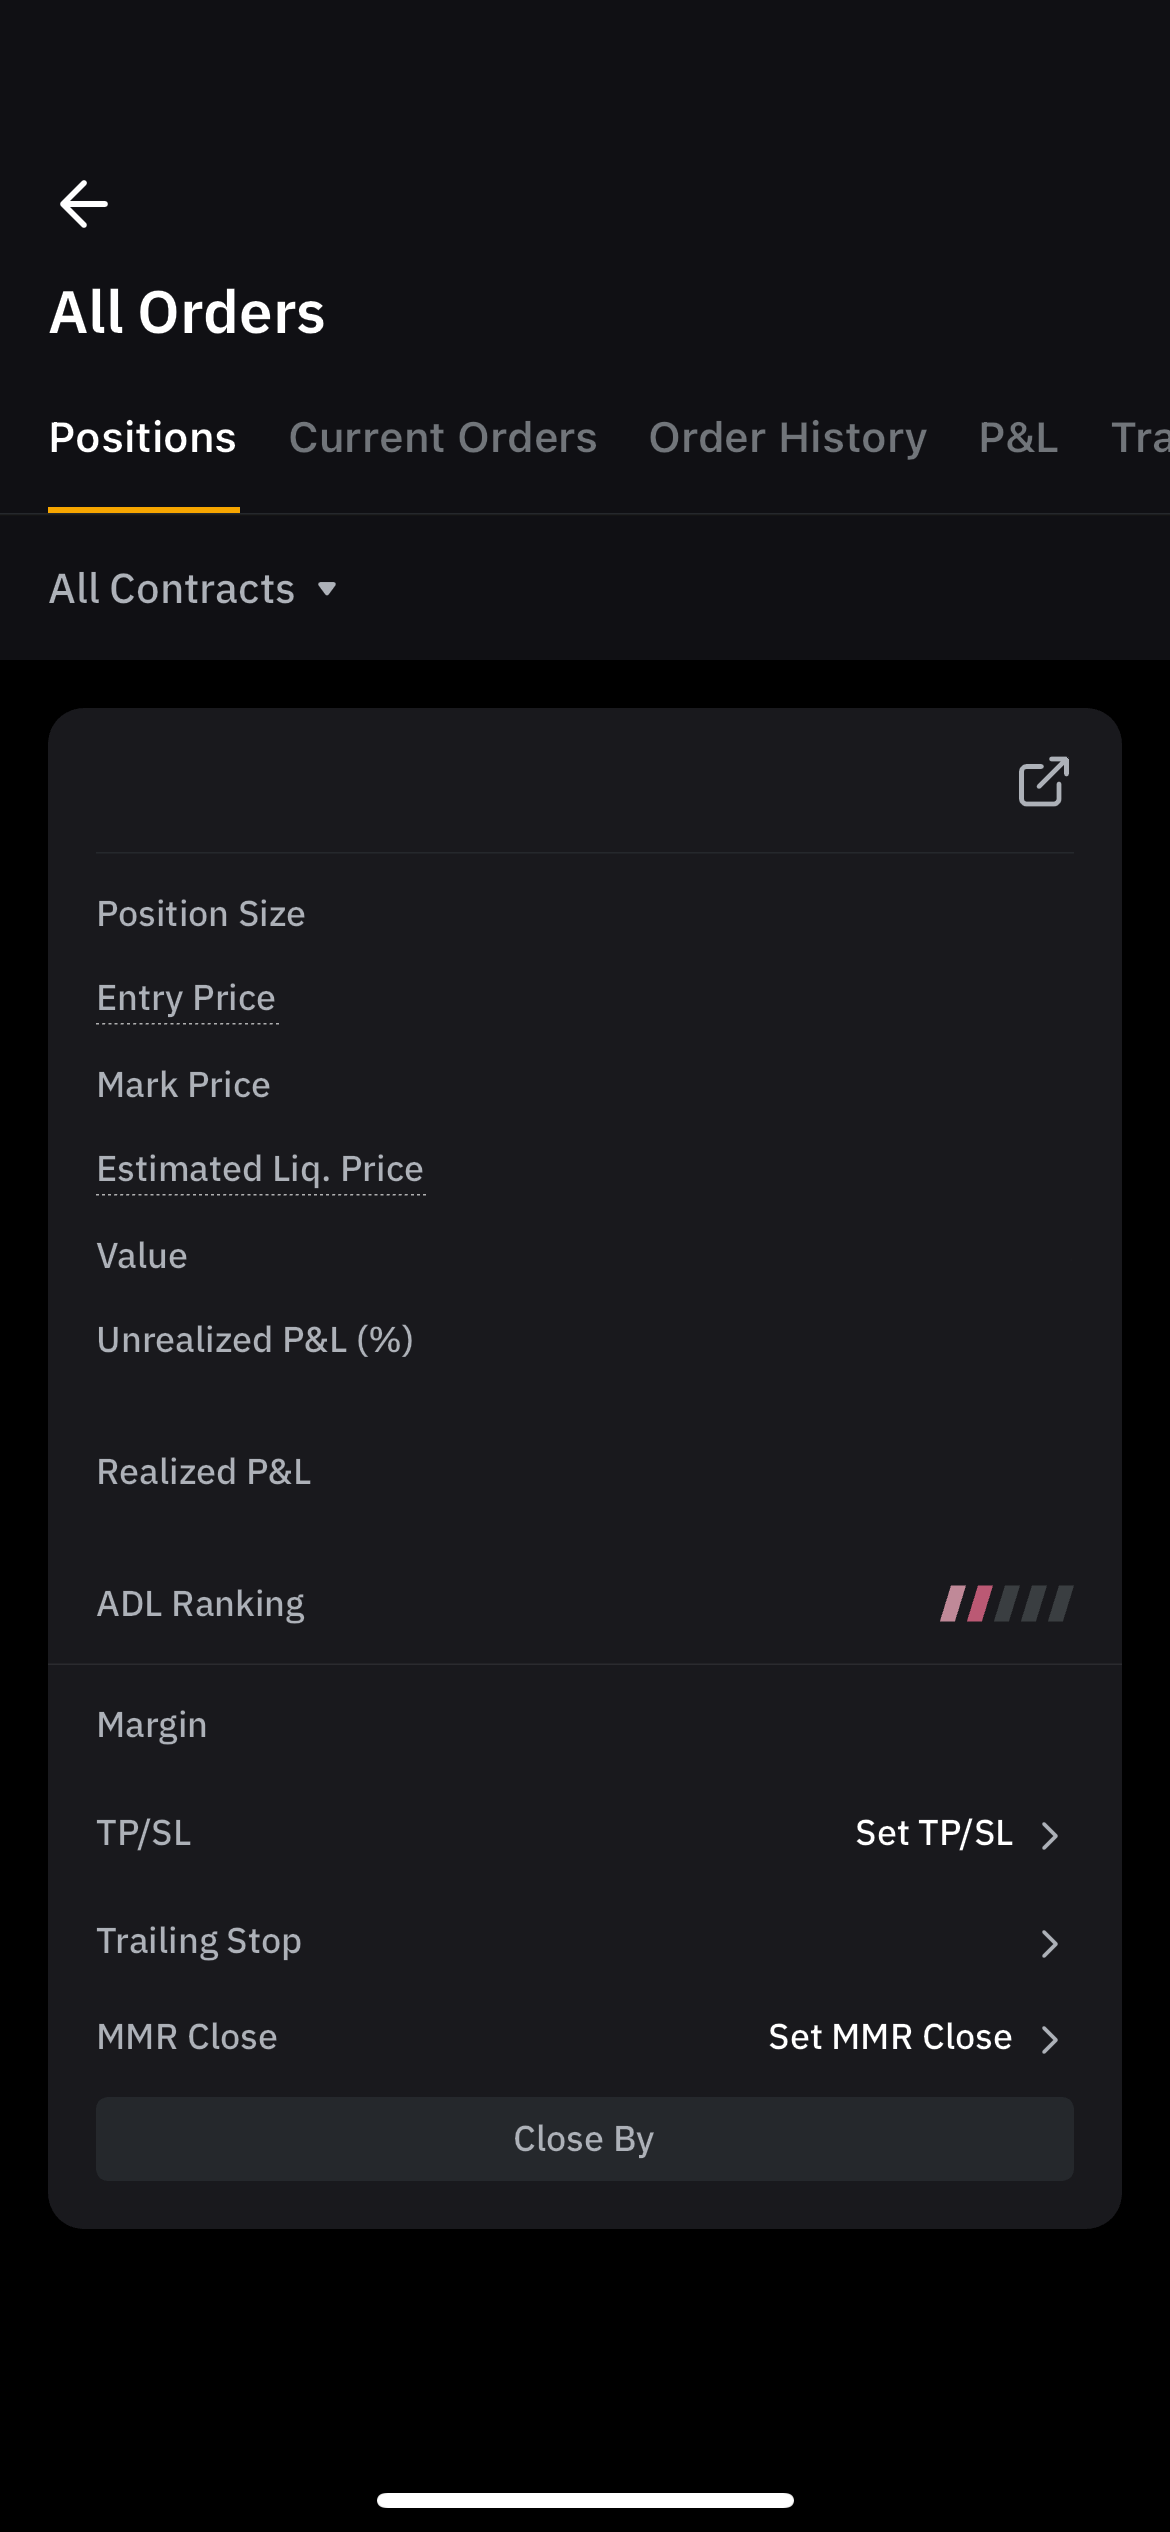 All Orders
Positions Current Orders Order History P&L Tra
All Contracts
Position Size
Entry Price
Mark Price
Estimated Liq. Price
Value
Unrealized P&L (%)
Realized P&L
ADL Ranking
Margin
TP/SL Set TP/SL
Trailing Stop
MMR Close Set MMR Close
Close By